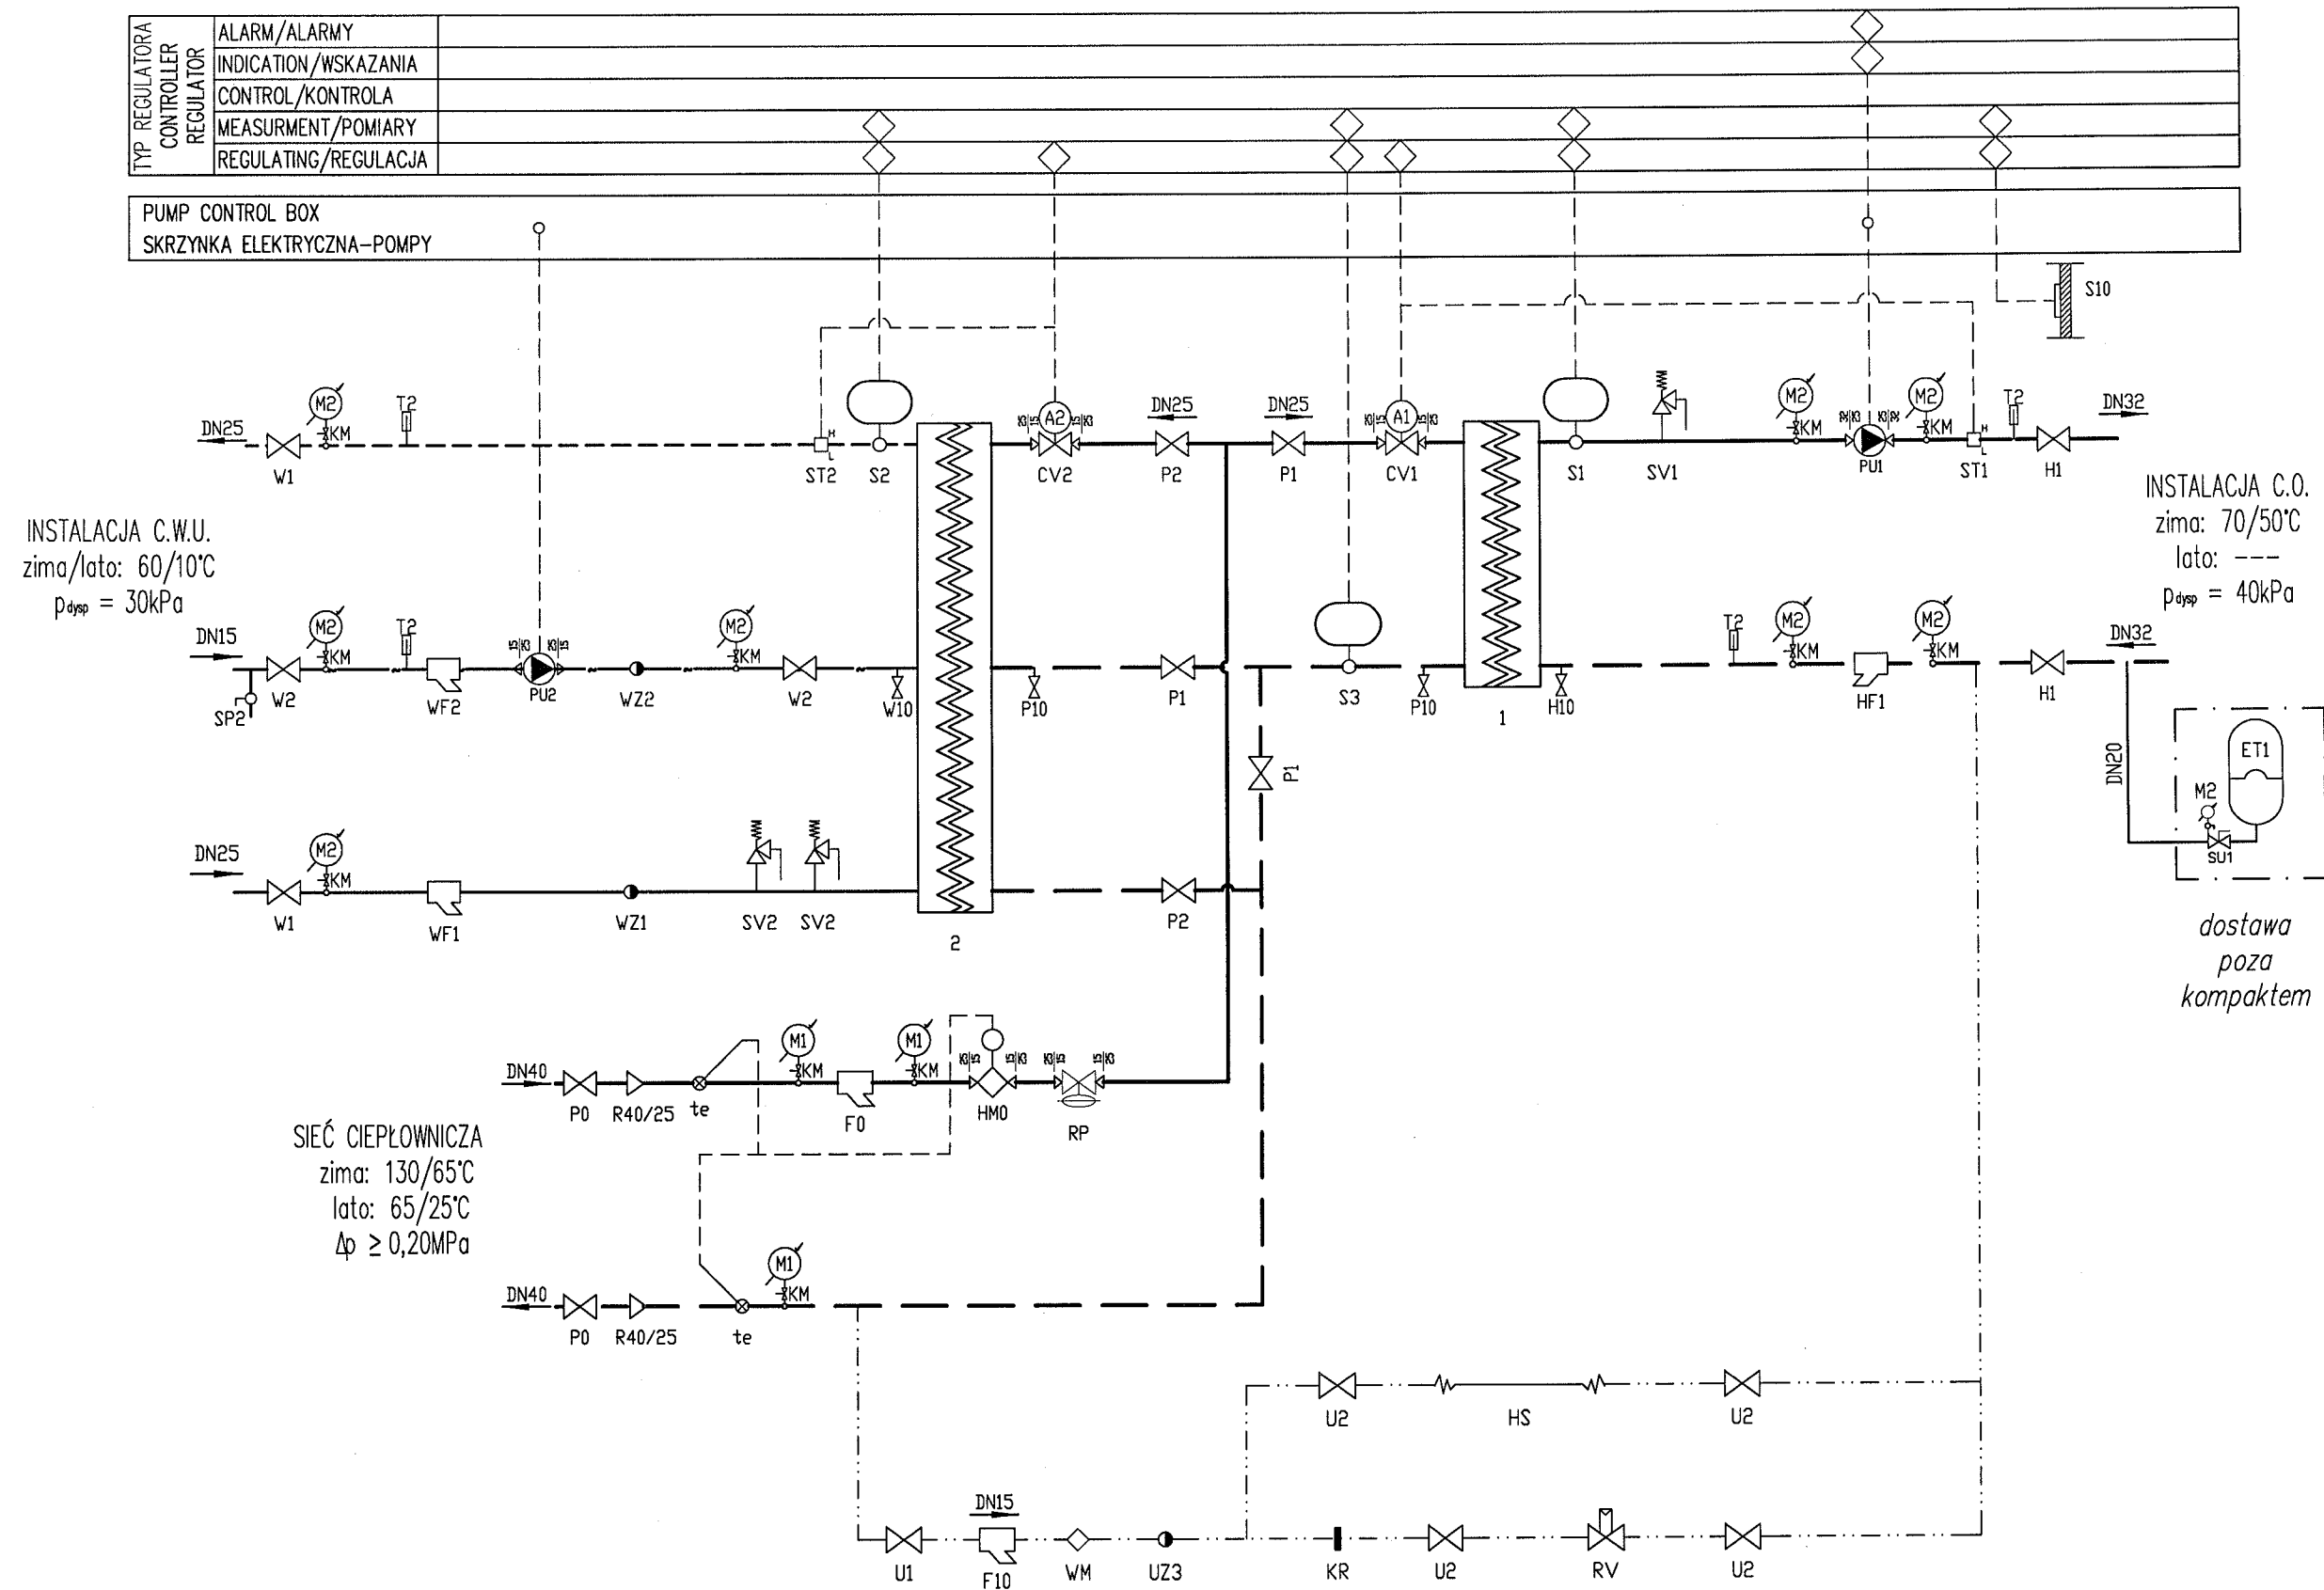 TYP REGULATORA
CONTROLLER
REGULATOR
ALARM/ALARMY
INDICATION/WSKAZANIA
CONTROL/KONTROLA
MEASURMENT/POMIARY
REGULATING/REGULACJA
PUMP CONTROL BOX
SKRZYNKA ELEKTRYCZNA-POMPY
S10
DN25
W1
M2
KM
T2
H
L
ST2
S2
A2
CV2
DN25
P2
DN25
P1
A1
CV1
S1
SV1
M2
KM
PU1
M2
KM
H
L
ST1
T2
H1
DN32
INSTALACJA C.W.U.
zima/lato: 60/10°C
pdysp = 30kPa
INSTALACJA C.O.
zima: 70/50°C
lato: ---
pdysp = 40kPa
DN15
SP2
W2
M2
KM
T2
WF2
PU2
WZ2
M2
KM
W2
W10
P10
P1
S3
P10
1
H10
T2
M2
KM
HF1
M2
KM
H1
DN32
P1
DN20
ET1
M2
SU1
dostawa
poza
kompaktem
DN25
W1
M2
KM
WF1
WZ1
SV2
SV2
2
P2
DN40
P0
R40/25
te
M1
KM
F0
M1
KM
HM0
RP
SIEĆ CIEPŁOWNICZA
zima: 130/65°C
lato: 65/25°C
Δp ≥ 0,20MPa
DN40
P0
R40/25
te
M1
KM
U2
HS
U2
DN15
U1
F10
WM
UZ3
KR
U2
RV
U2